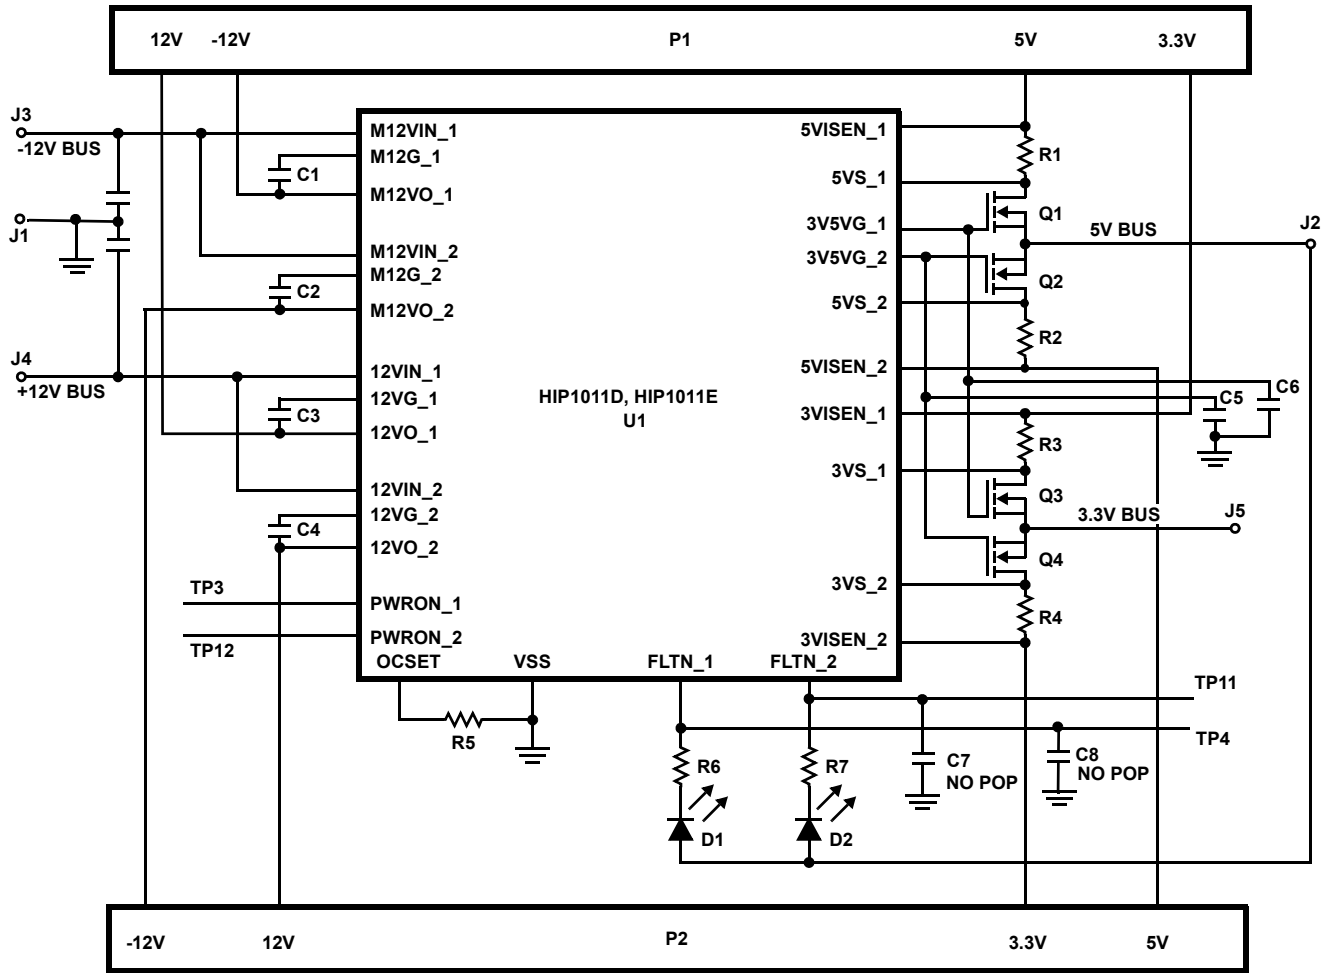 12V -12V P1 5V 3.3V
J3
-12V BUS
J1
J4
+12V BUS
M12VIN_1
M12G_1
C1
M12VO_1
M12VIN_2
M12G_2
C2
M12VO_2
12VIN_1
12VG_1
C3
12VO_1
12VIN_2
12VG_2
C4
12VO_2
TP3
PWRON_1
PWRON_2
TP12
OCSET
VSS
FLTN_1
FLTN_2
HIP1011D, HIP1011E
U1
5VISEN_1
R1
5VS_1
3V5VG_1
Q1
3V5VG_2
5V BUS
J2
Q2
5VS_2
R2
5VISEN_2
C6
C5
3VISEN_1
R3
3VS_1
Q3
3.3V BUS
J5
Q4
3VS_2
R4
3VISEN_2
TP11
TP4
R5
R6
R7
C7
NO POP
C8
NO POP
D1
D2
-12V 12V P2 3.3V 5V